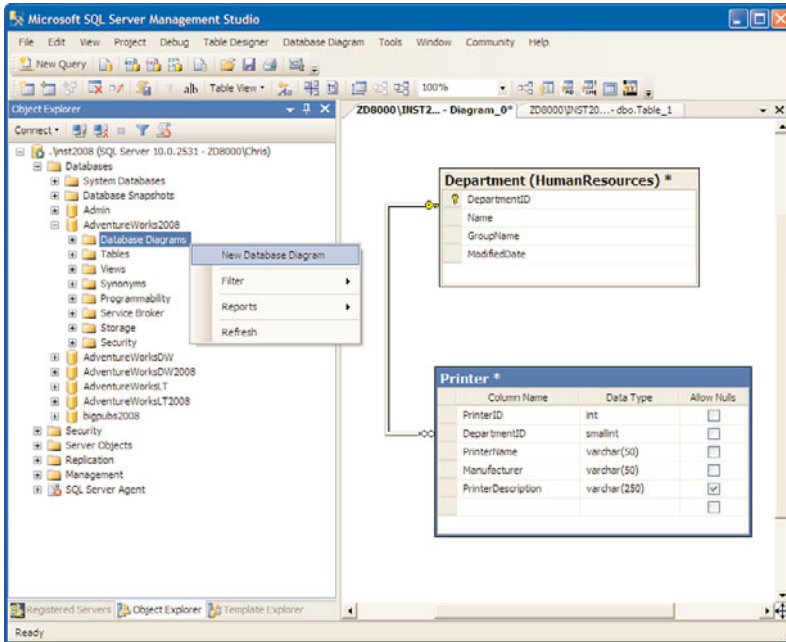 Microsoft SQL Server Management Studio
File Edit View Project Debug Table Designer Database Diagram Tools Window Community Help
New Query
Table View 100%
Object Explorer
ZD8000\INST2... - Diagram_0* ZD8000\INST20...- dbo.Table_1
Connect
.\inst2008 (SQL Server 10.0.2531 - ZD8000\Chris)
Databases
System Databases
Database Snapshots
Admin
AdventureWorks2008
Database Diagrams
Tables
Views
Synonyms
Programmability
Service Broker
Storage
Security
AdventureWorksDW
AdventureWorksDW2008
AdventureWorksLT
AdventureWorksLT2008
bigpubs2008
Security
Server Objects
Replication
Management
SQL Server Agent
New Database Diagram
Filter
Reports
Refresh
Department (HumanResources) *
DepartmentID
Name
GroupName
ModifiedDate
Printer *
Column Name Data Type Allow Nulls
PrinterID int
DepartmentID smallint
PrinterName varchar(50)
Manufacturer varchar(50)
PrinterDescription varchar(250)
Registered Servers Object Explorer Template Explorer
Ready